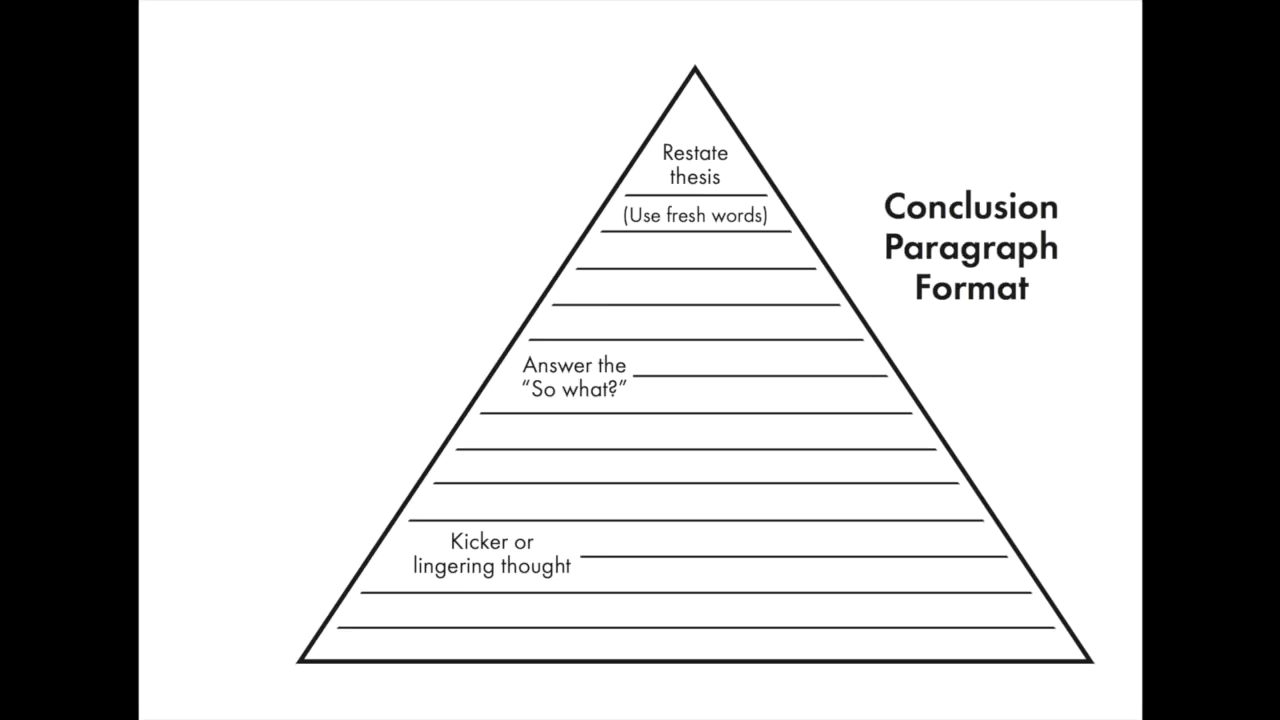 Restate
thesis
(Use fresh words)
Conclusion
Paragraph
Format
Answer the
“So what?”
Kicker or
lingering thought